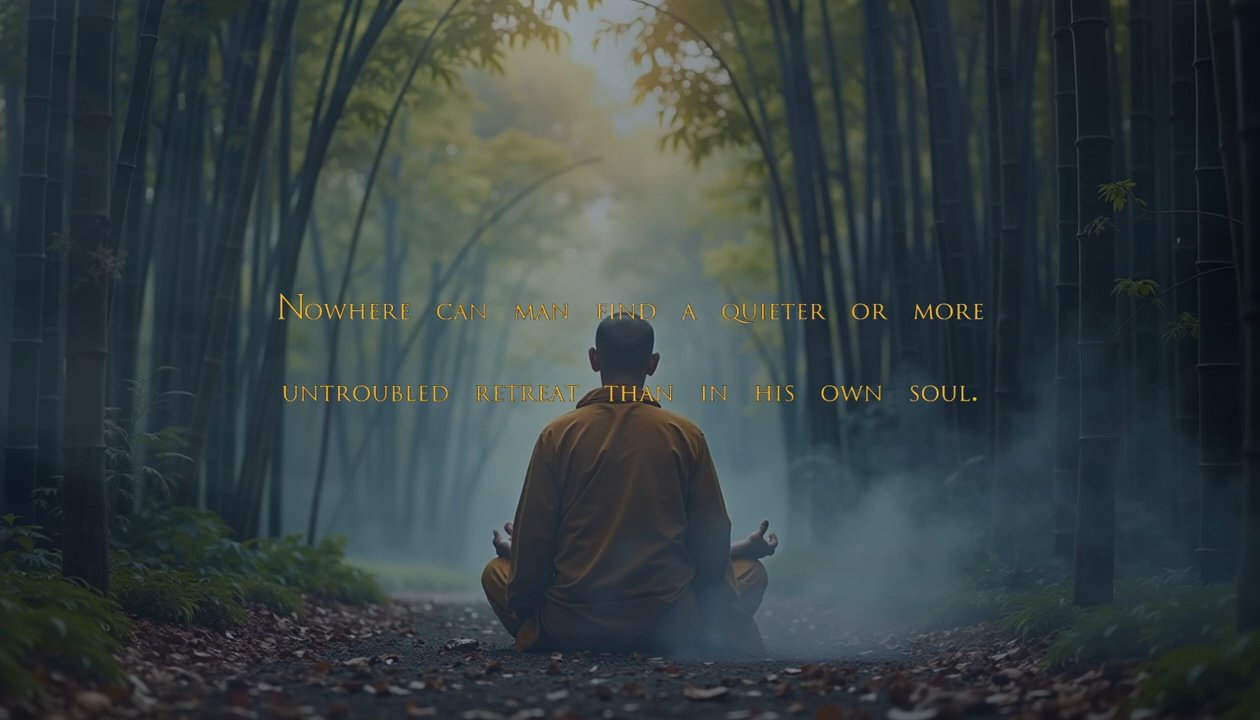 Nowhere can man find a quieter or more
untroubled retreat than in his own soul.